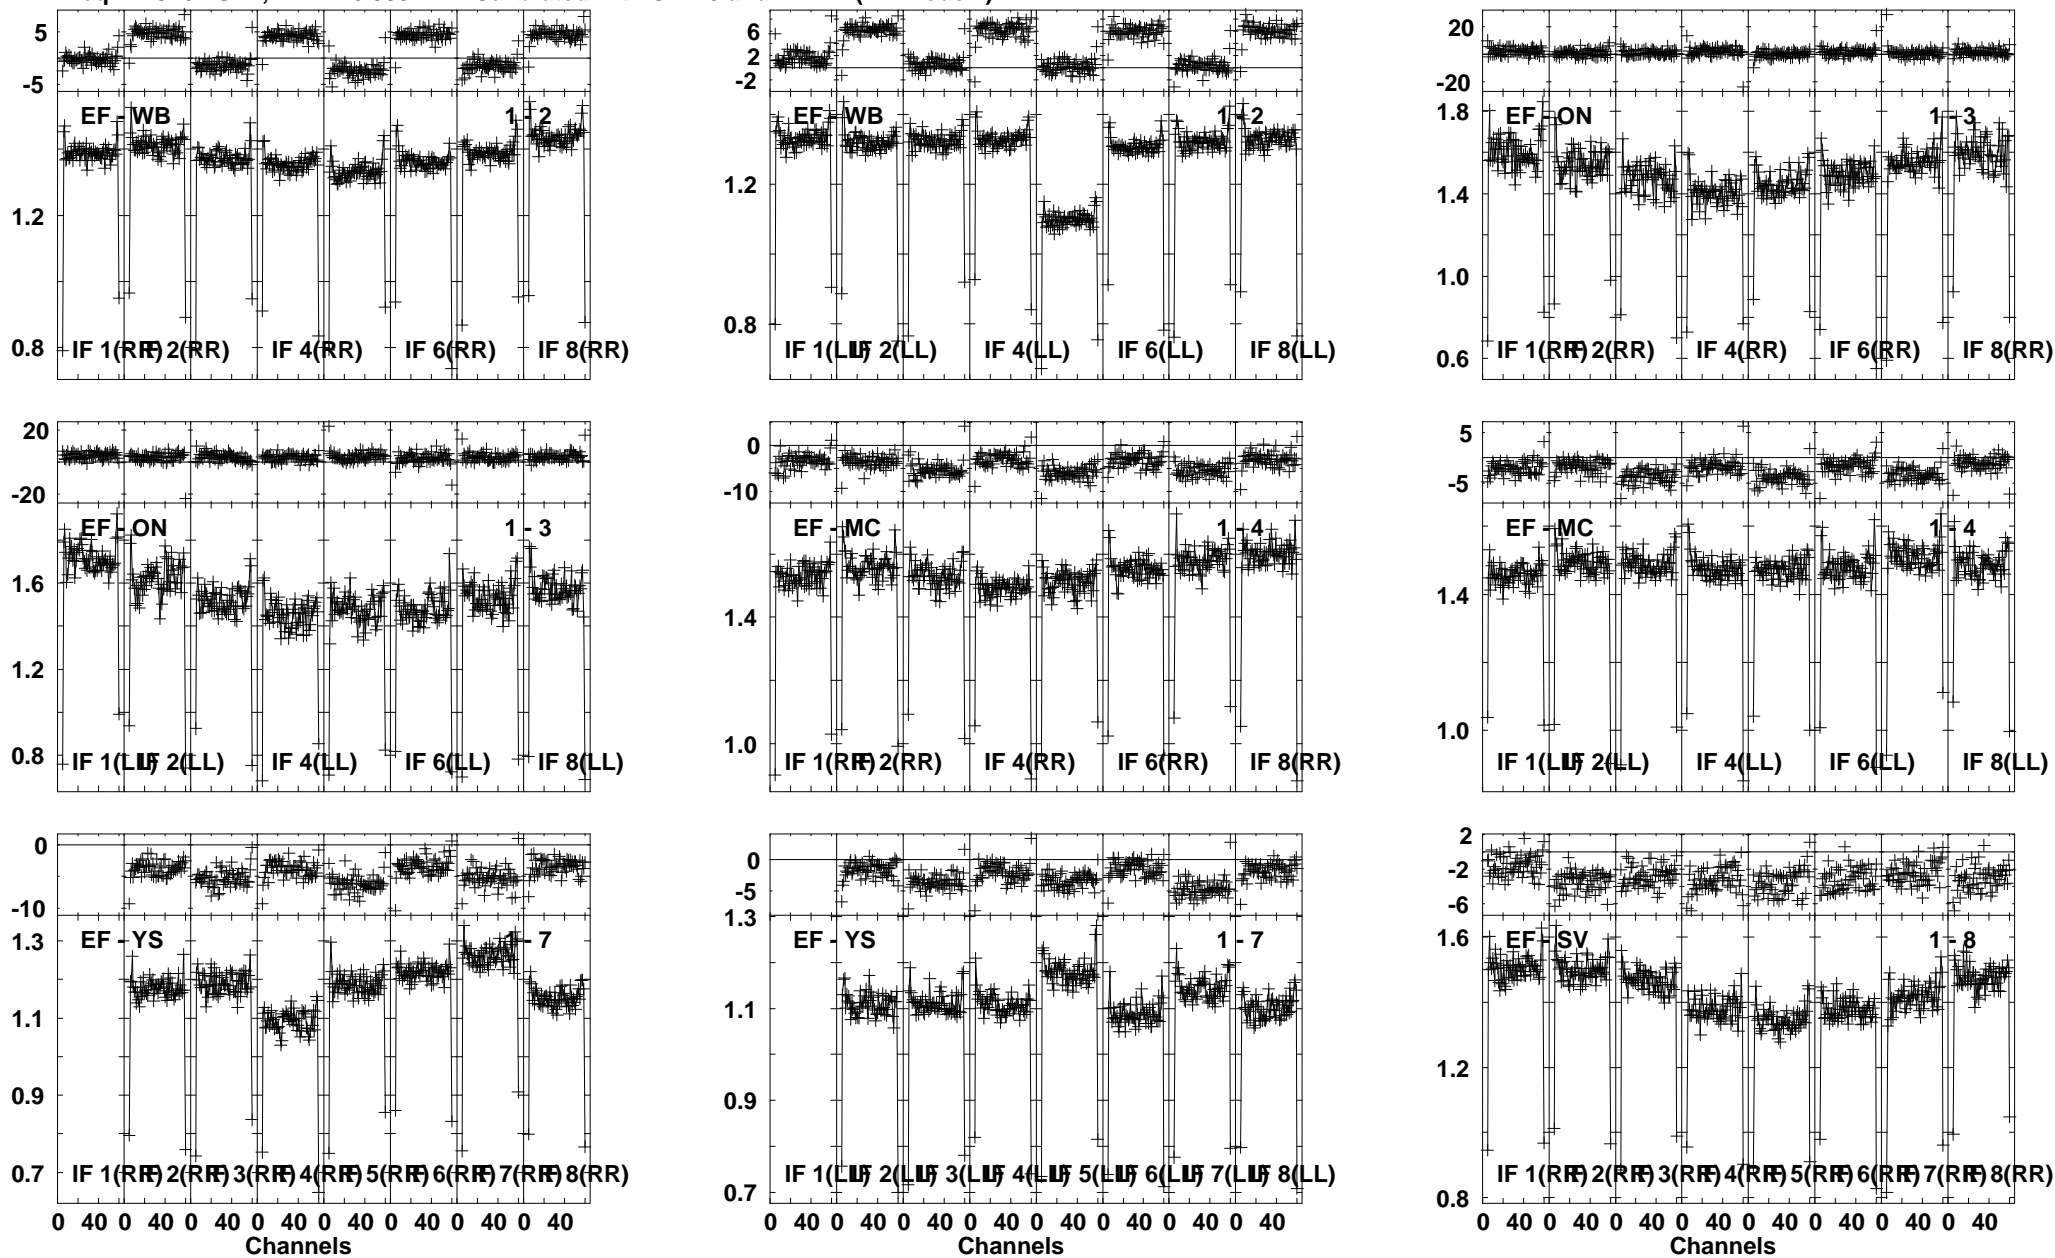 5
-5
EF - WB 1 - 2
1.2
0.8
IF 1(RR) IF 2(RR) IF 4(RR) IF 6(RR) IF 8(RR)
6
2
-2
EF - WB 1 - 2
1.2
0.8
IF 1(LL) IF 2(LL) IF 4(LL) IF 6(LL) IF 8(LL)
20
-20
1.8
EF - ON 1 - 3
1.4
1.0
0.6
IF 1(RR) IF 2(RR) IF 4(RR) IF 6(RR) IF 8(RR)
20
-20
EF - ON 1 - 3
1.6
1.2
0.8
IF 1(LL) IF 2(LL) IF 4(LL) IF 6(LL) IF 8(LL)
0
-10
EF - MC 1 - 4
1.4
1.0
IF 1(RR) IF 2(RR) IF 4(RR) IF 6(RR) IF 8(RR)
5
-5
EF - MC 1 - 4
1.4
1.0
IF 1(LL) IF 2(LL) IF 4(LL) IF 6(LL) IF 8(LL)
0
-10
1.3
EF - YS 1 - 7
1.1
0.9
0.7
IF 1(RR) IF 2(RR) IF 3(RR) IF 4(RR) IF 5(RR) IF 6(RR) IF 7(RR) IF 8(RR)
0 40 0 40 0 40 0 40 0 40 0 40 0 40 0 40
Channels
0
-5
1.3
EF - YS 1 - 7
1.1
0.9
0.7
IF 1(LL) IF 2(LL) IF 3(LL) IF 4(LL) IF 5(LL) IF 6(LL) IF 7(LL) IF 8(LL)
0 40 0 40 0 40 0 40 0 40 0 40 0 40 0 40
Channels
2
-2
-6
1.6
EF - SV 1 - 8
1.2
0.8
IF 1(RR) IF 2(RR) IF 3(RR) IF 4(RR) IF 5(RR) IF 6(RR) IF 7(RR) IF 8(RR)
0 40 0 40 0 40 0 40 0 40 0 40 0 40 0 40
Channels